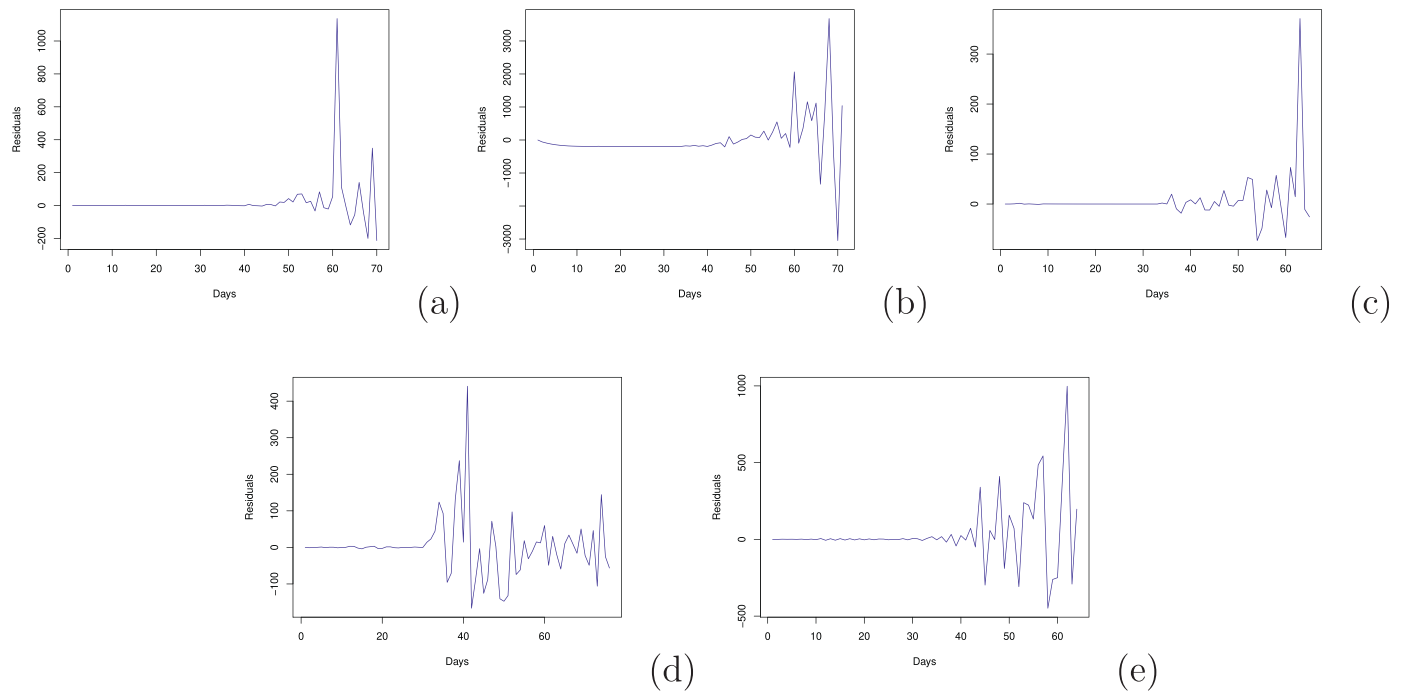 Residuals
1000
800
600
400
200
0
−200
0 10 20 30 40 50 60 70
Days
(a)
Residuals
3000
2000
1000
0
−1000
−3000
0 10 20 30 40 50 60 70
Days
(b)
Residuals
300
200
100
0
0 10 20 30 40 50 60
Days
(c)
Residuals
400
300
200
100
0
−100
0 20 40 60
Days
(d)
Residuals
1000
500
0
−500
0 10 20 30 40 50 60
Days
(e)